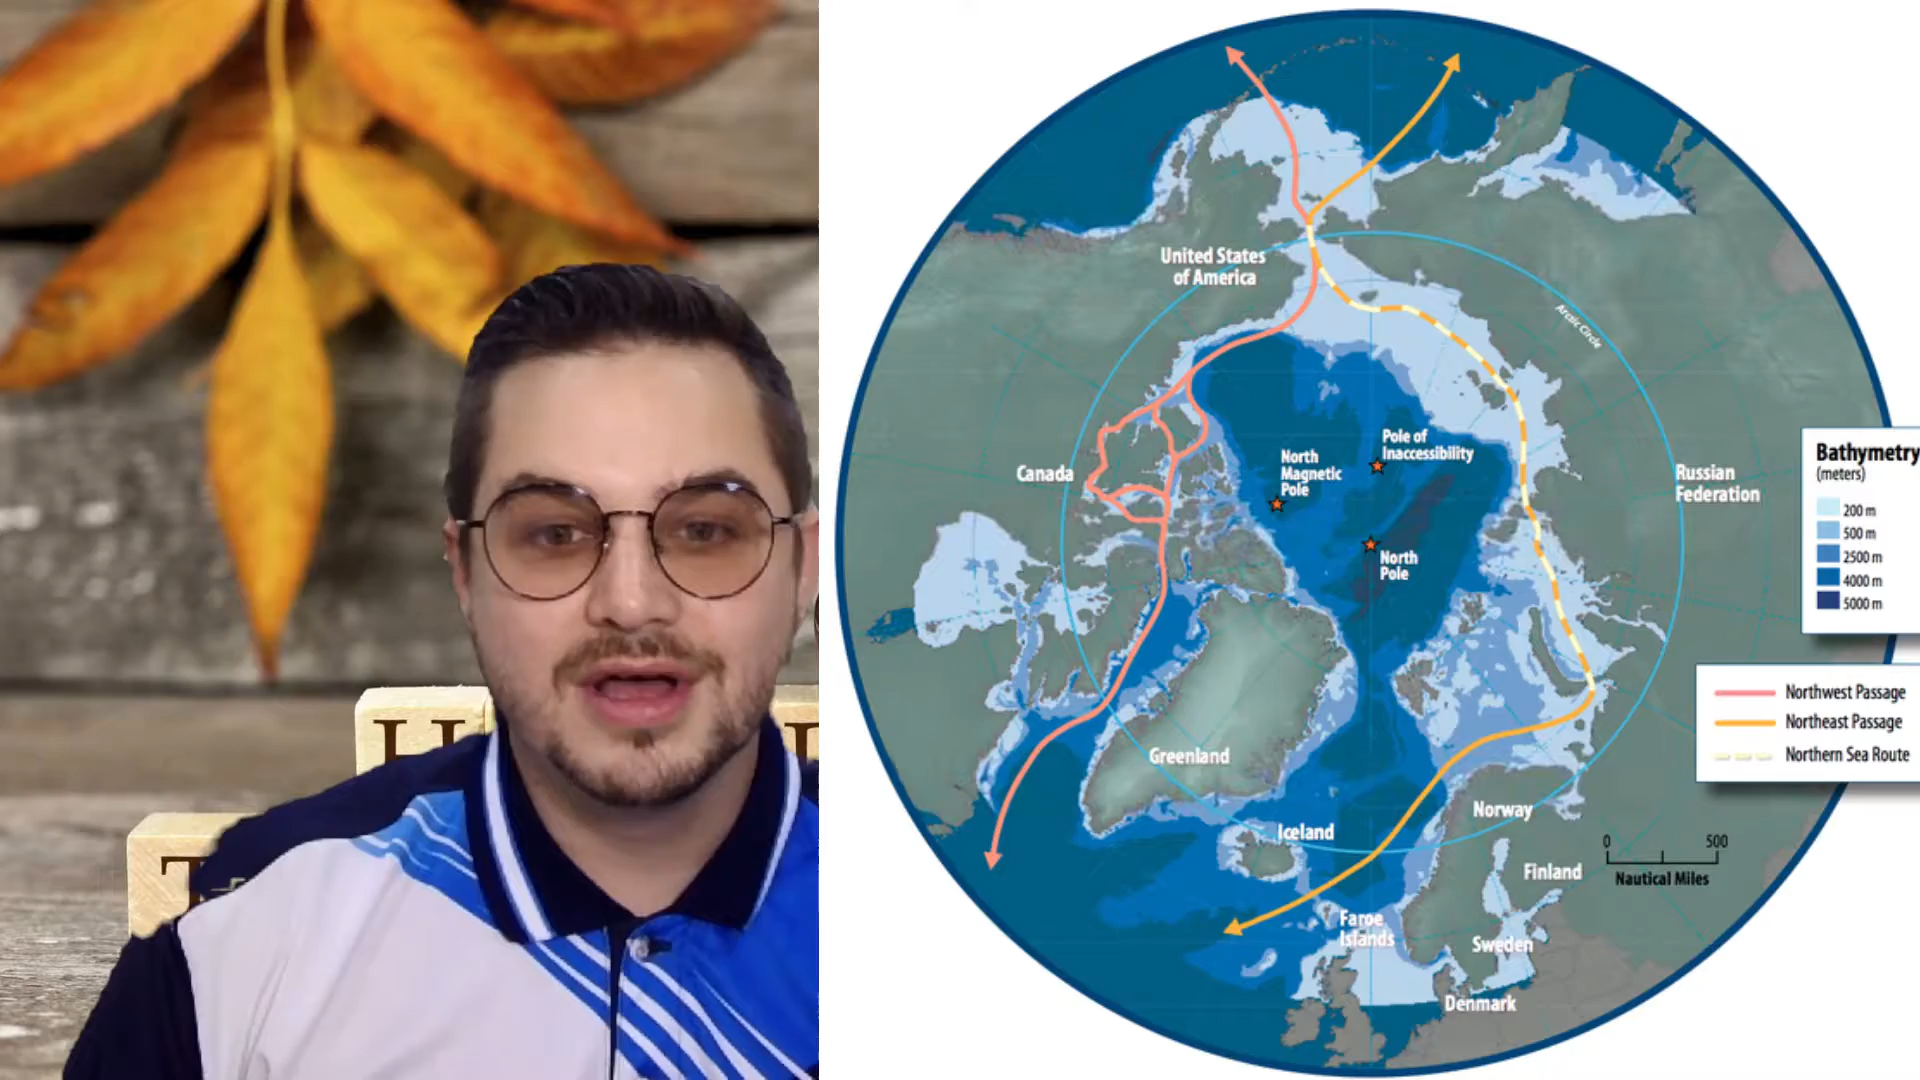 H
T
United States
of America
Arctic Circle
Pole of
Inaccessibility
North
Magnetic
Pole
Canada
Russian
Federation
North
Pole
Greenland
Iceland
Norway
Finland
Faroe
Islands
Sweden
Denmark
0 500
Nautical Miles
Bathymetry
(meters)
200 m
500 m
2500 m
4000 m
5000 m
Northwest Passage
Northeast Passage
Northern Sea Route